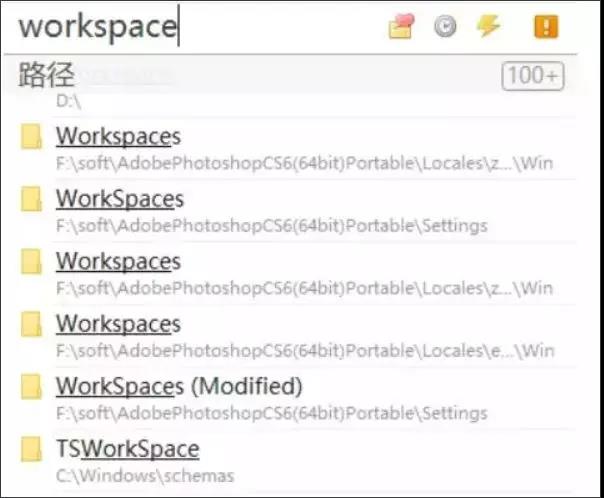 workspace
路径 workspace 100+
D:\
Workspaces
F:\soft\AdobePhotoshopCS6(64bit)Portable\Locales\z...\Win
WorkSpaces
F:\soft\AdobePhotoshopCS6(64bit)Portable\Settings
Workspaces
F:\soft\AdobePhotoshopCS6(64bit)Portable\Locales\z...\Win
Workspaces
F:\soft\AdobePhotoshopCS6(64bit)Portable\Locales\e...\Win
WorkSpaces (Modified)
F:\soft\AdobePhotoshopCS6(64bit)Portable\Settings
TSWorkSpace
C:\Windows\schemas